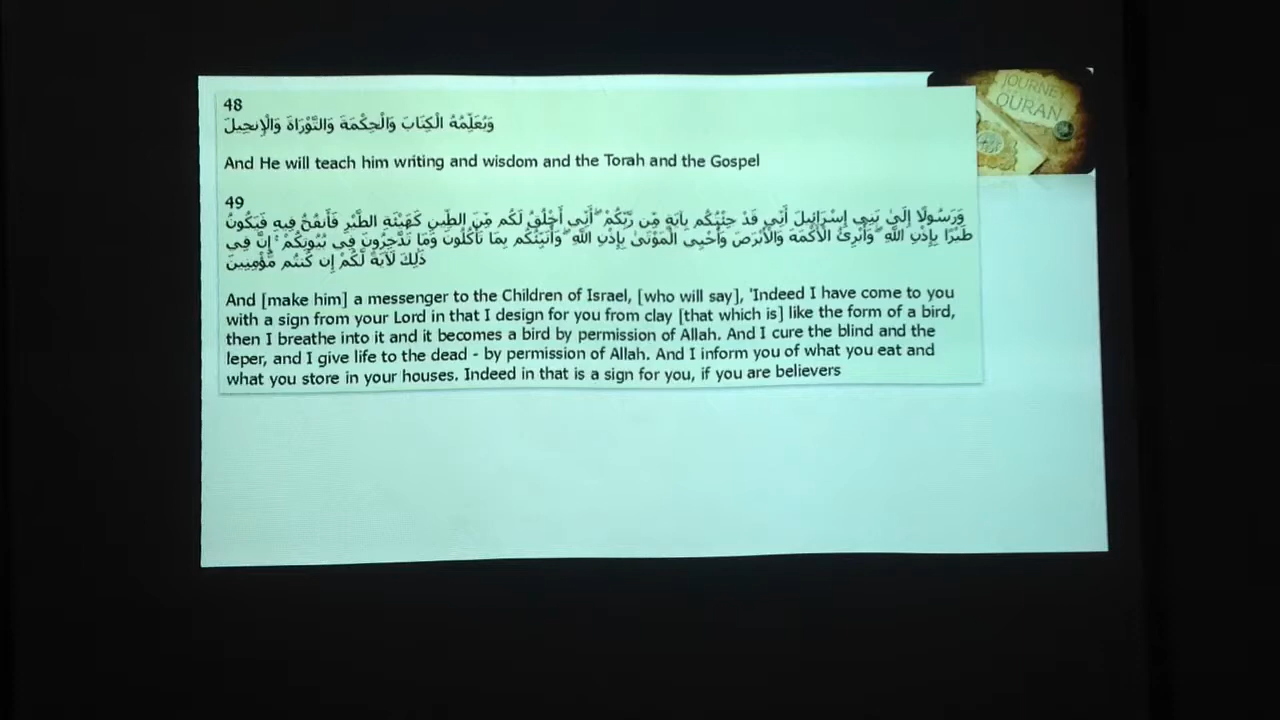 48
وَيُعَلِّمُهُ الْكِتَابَ وَالْحِكْمَةَ وَالتَّوْرَاةَ وَالْإِنجِيلَ
And He will teach him writing and wisdom and the Torah and the Gospel
49
وَرَسُولًا إِلَىٰ بَنِي إِسْرَائِيلَ أَنِّي قَدْ جِئْتُكُم بِآيَةٍ مِّن رَّبِّكُمْ ۖ أَنِّي أَخْلُقُ لَكُم مِّنَ الطِّينِ كَهَيْئَةِ الطَّيْرِ فَأَنفُخُ فِيهِ فَيَكُونُ
طَيْرًا بِإِذْنِ اللَّهِ ۖ وَأُبْرِئُ الْأَكْمَهَ وَالْأَبْرَصَ وَأُحْيِي الْمَوْتَىٰ بِإِذْنِ اللَّهِ ۖ وَأُنَبِّئُكُم بِمَا تَأْكُلُونَ وَمَا تَدَّخِرُونَ فِي بُيُوتِكُمْ ۚ إِنَّ فِي
ذَٰلِكَ لَآيَةً لَّكُمْ إِن كُنتُم مُّؤْمِنِينَ
And [make him] a messenger to the Children of Israel, [who will say], 'Indeed I have come to you
with a sign from your Lord in that I design for you from clay [that which is] like the form of a bird,
then I breathe into it and it becomes a bird by permission of Allah. And I cure the blind and the
leper, and I give life to the dead - by permission of Allah. And I inform you of what you eat and
what you store in your houses. Indeed in that is a sign for you, if you are believers
QURAN